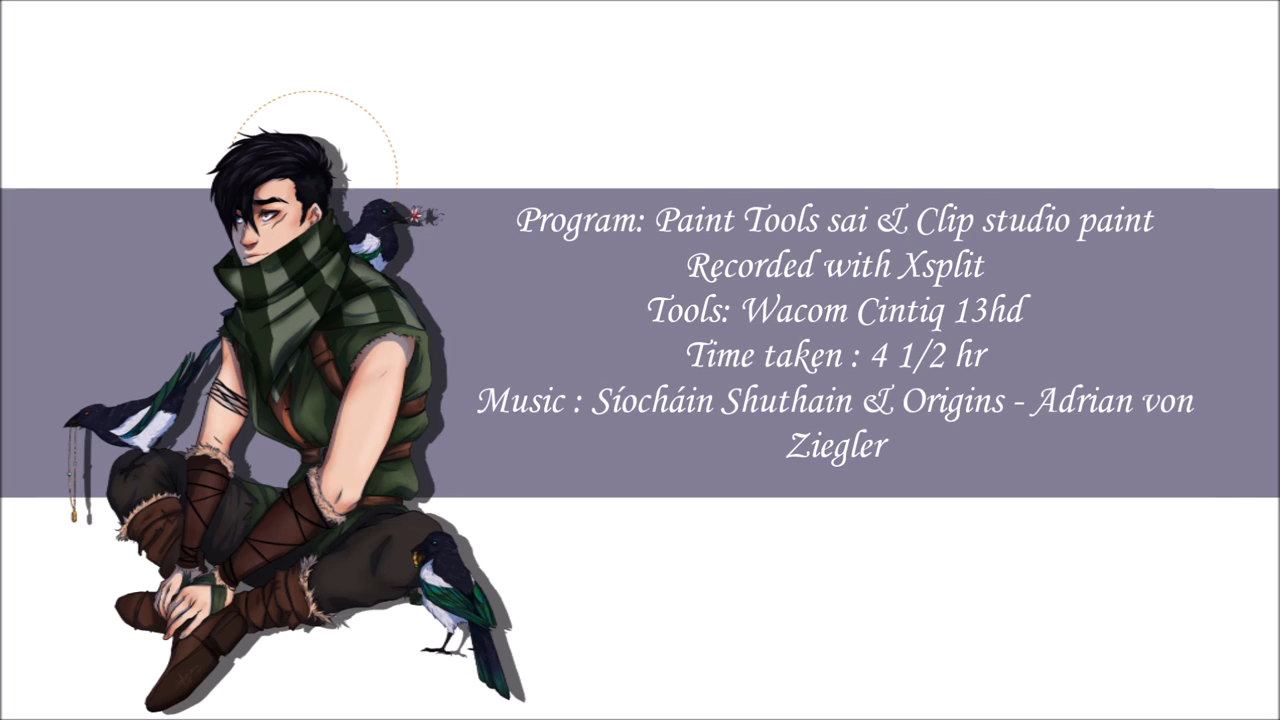 Program: Paint Tools sai & Clip studio paint
Recorded with Xsplit
Tools: Wacom Cintiq 13hd
Time taken : 4 1/2 hr
Music : Síocháin Shuthain & Origins - Adrian von
Ziegler